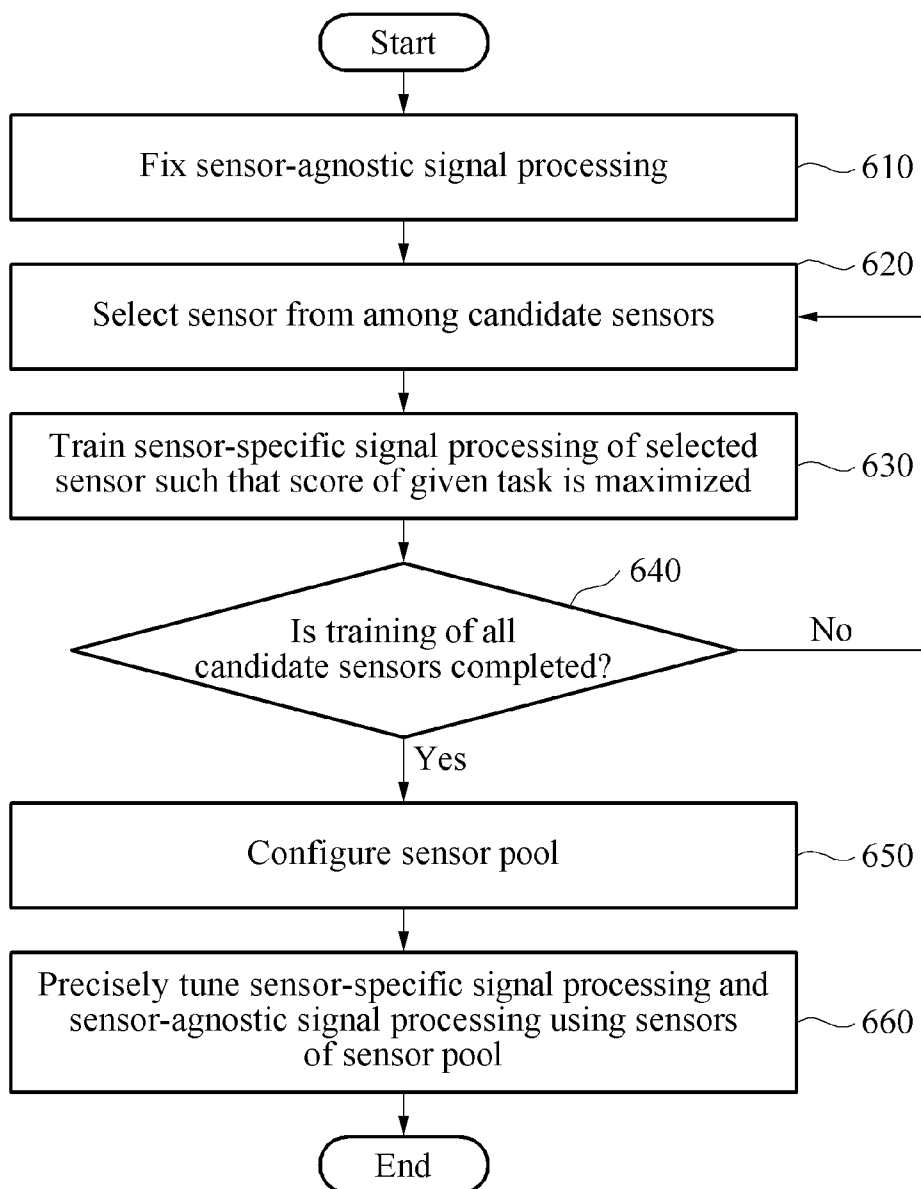 Start
Fix sensor-agnostic signal processing
610
620
Select sensor from among candidate sensors
Train sensor-specific signal processing of selected
sensor such that score of given task is maximized
630
640
Is training of all
candidate sensors completed?
No
Yes
Configure sensor pool
650
Precisely tune sensor-specific signal processing and
sensor-agnostic signal processing using sensors
of sensor pool
660
End